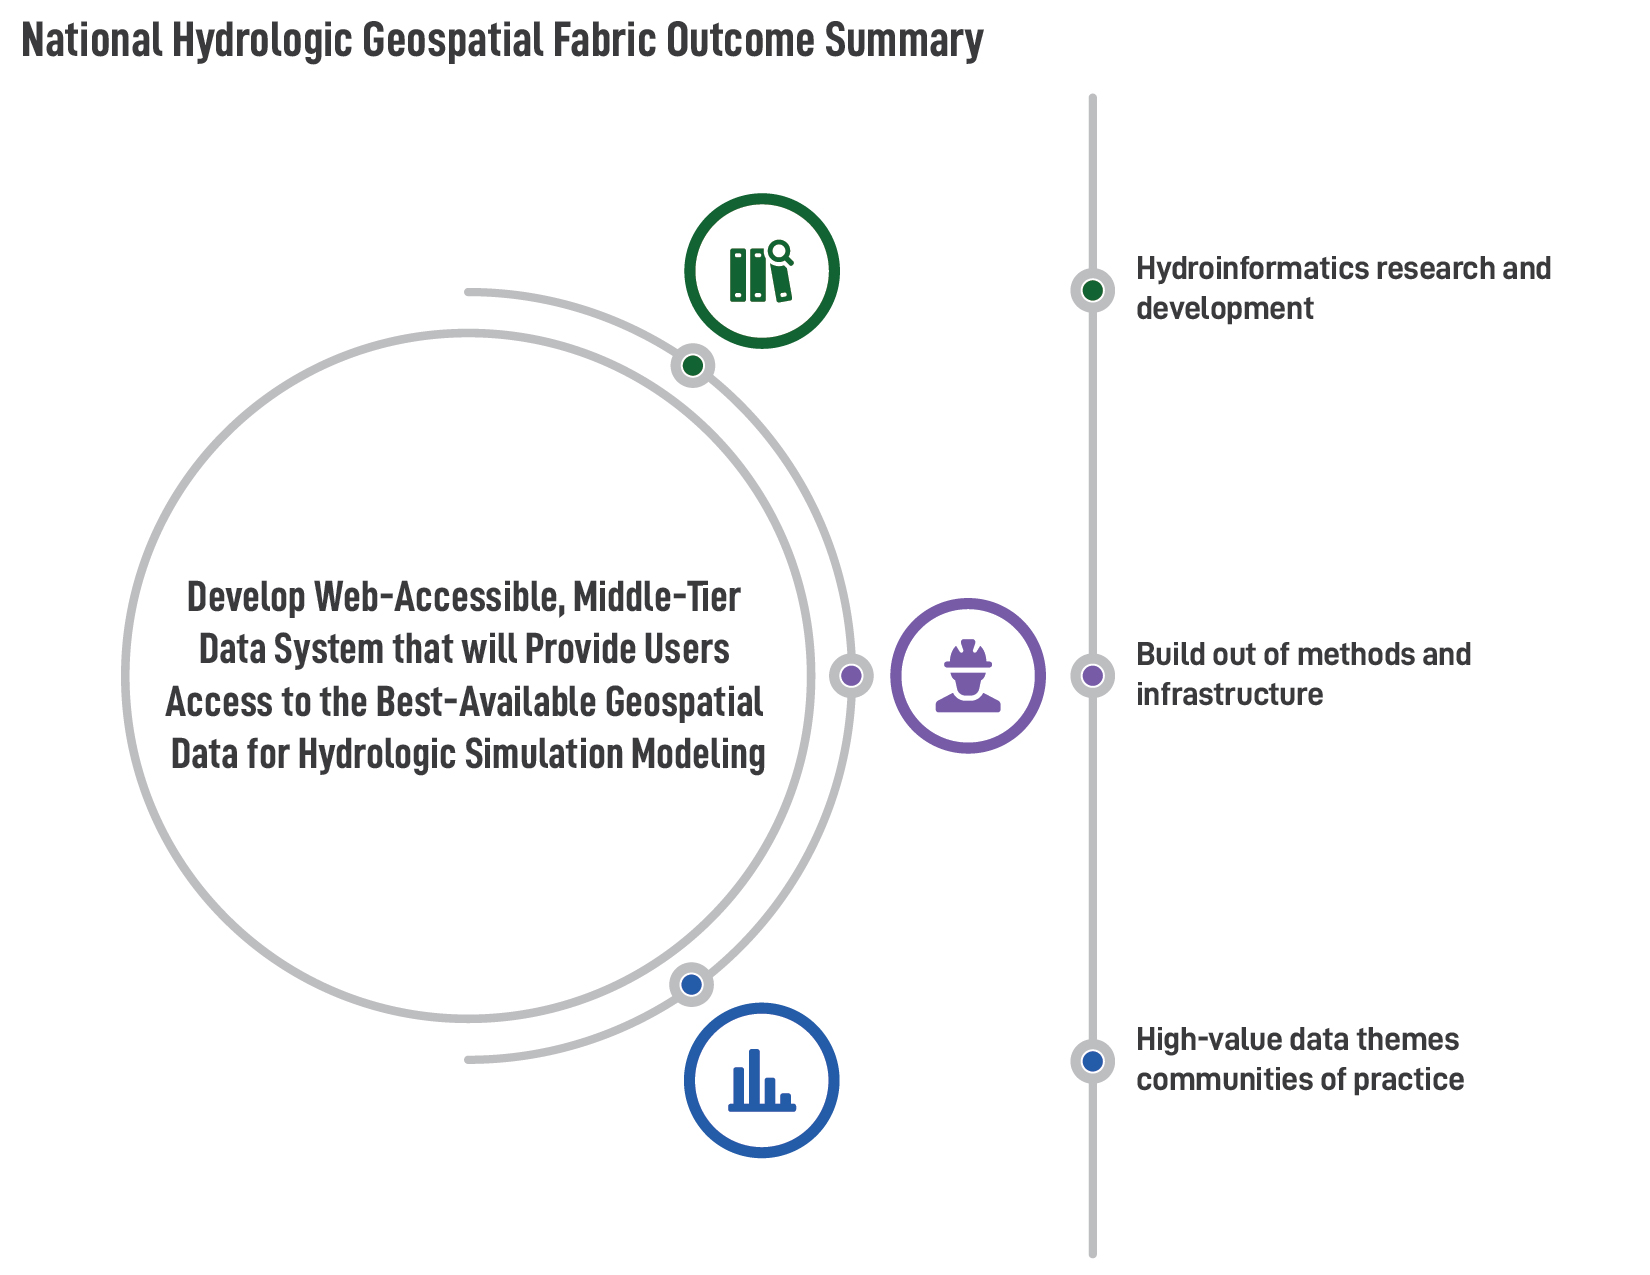 National Hydrologic Geospatial Fabric Outcome Summary
Develop Web-Accessible, Middle-Tier
Data System that will Provide Users
Access to the Best-Available Geospatial
Data for Hydrologic Simulation Modeling
Hydroinformatics research and
development
Build out of methods and
infrastructure
High-value data themes
communities of practice